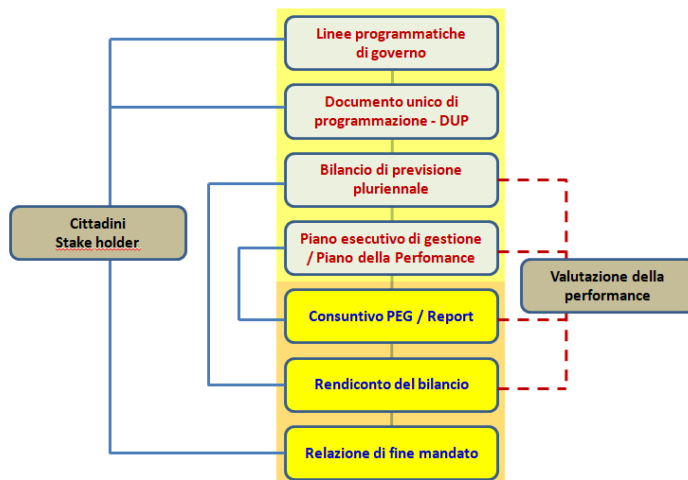 Linee programmatiche
di governo
Documento unico di
programmazione - DUP
Bilancio di previsione
pluriennale
Cittadini
Stake holder
Piano esecutivo di gestione
/ Piano della Perfomance
Valutazione della
performance
Consuntivo PEG / Report
Rendiconto del bilancio
Relazione di fine mandato